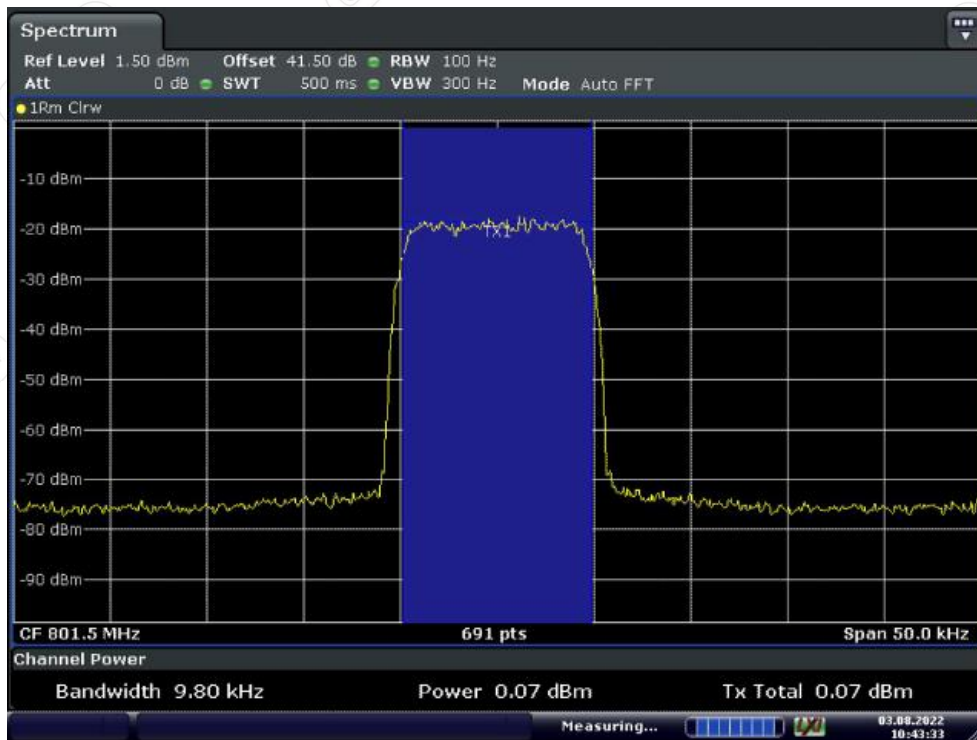 Spectrum
Ref Level 1.50 dBm Offset 41.50 dB RBW 100 Hz
Att 0 dB SWT 500 ms VBW 300 Hz Mode Auto FFT
1Rm Clrw
-10 dBm
-20 dBm
TX1
-30 dBm
-40 dBm
-50 dBm
-60 dBm
-70 dBm
-80 dBm
-90 dBm
CF 801.5 MHz 691 pts Span 50.0 kHz
Channel Power
Bandwidth 9.80 kHz Power 0.07 dBm Tx Total 0.07 dBm
Measuring... 03.08.2022
10:43:33